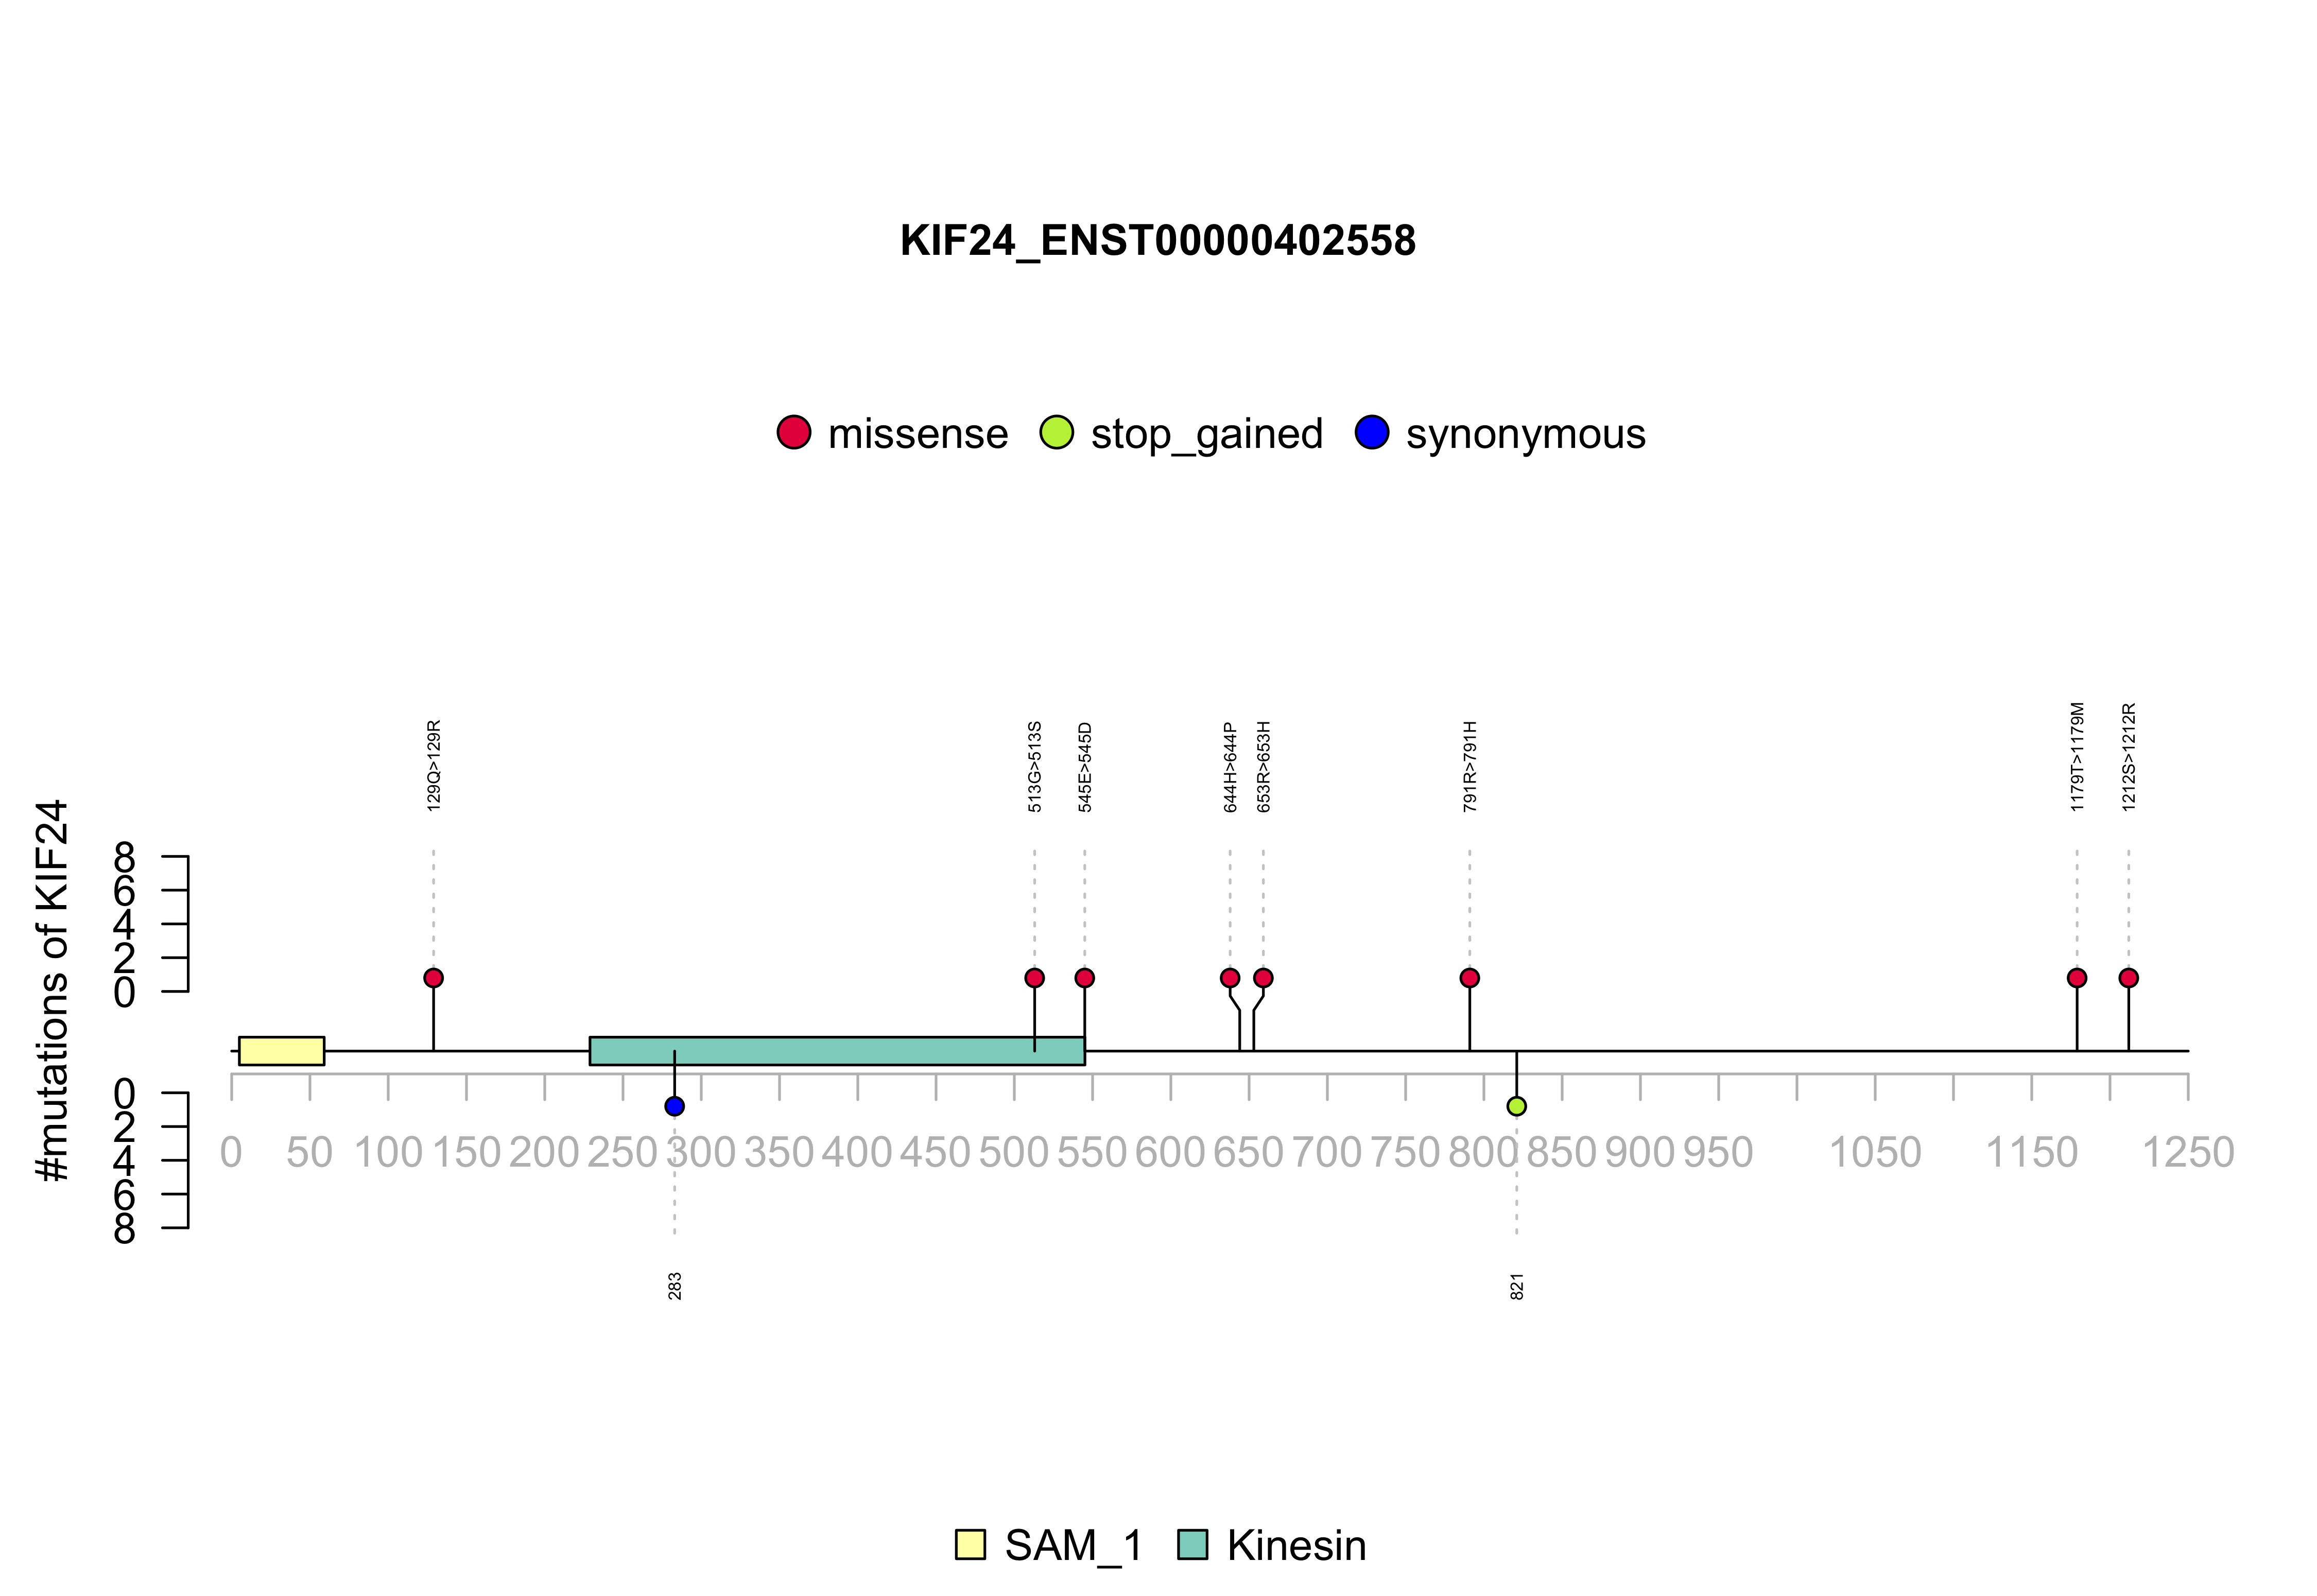 KIF24_ENST00000402558
missense stop_gained synonymous
129Q>129R 513G>513S 545E>545D 644H>644P 653R>653H 791R>791H 1179T>1179M 1212S>1212R
#mutations of KIF24
8
6
4
2
0
0
2
4
6
8
0 50 100 150 200 250 300 350 400 450 500 550 600 650 700 750 800 850 900 950 1050 1150 1250
283 821
SAM_1 Kinesin